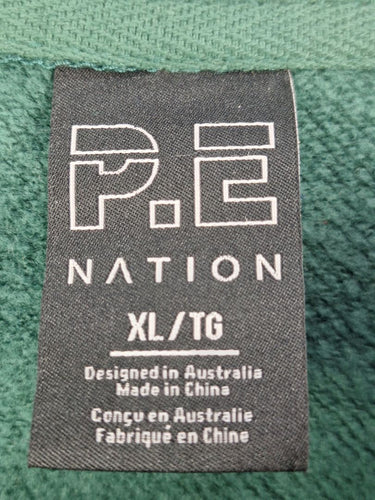 P.E
NATION
XL/TG
Designed in Australia
Made in China
Conçu en Australie
Fabriqué en Chine